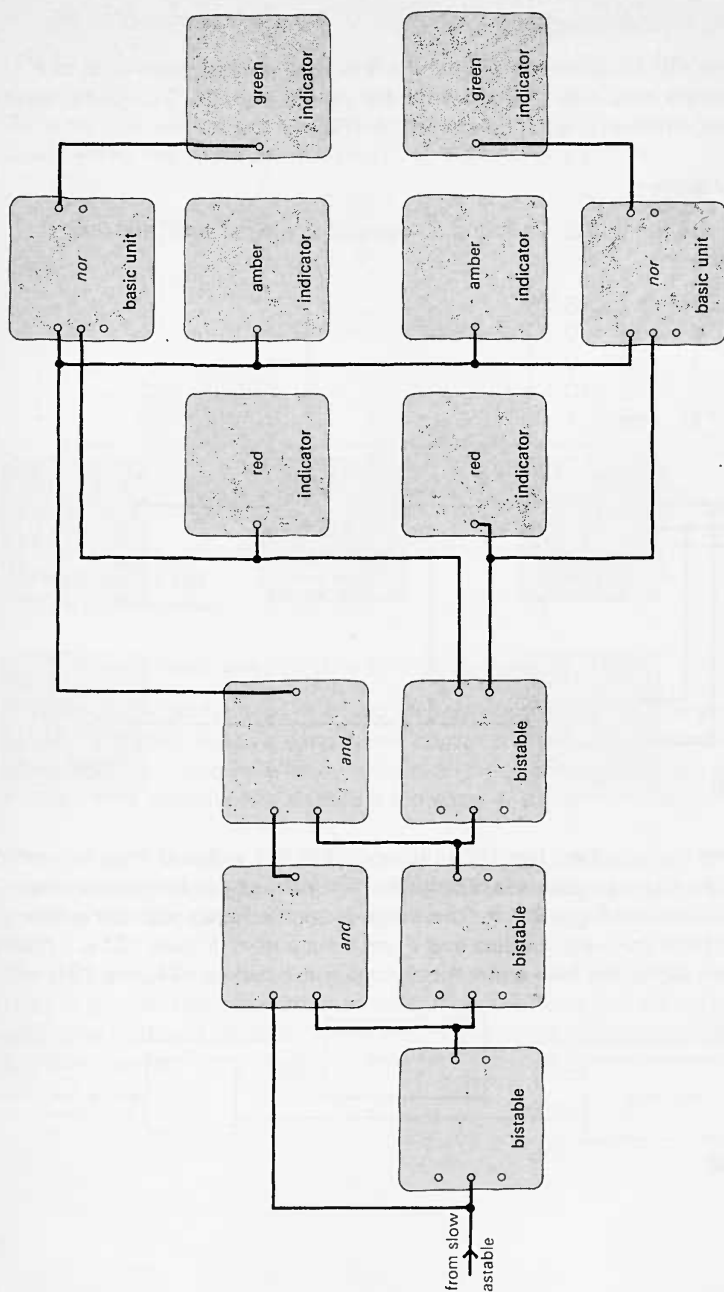 from slow
astable
bistable
and
bistable
and
bistable
red
indicator
red
indicator
nor
basic unit
amber
indicator
amber
indicator
nor
basic unit
green
indicator
green
indicator